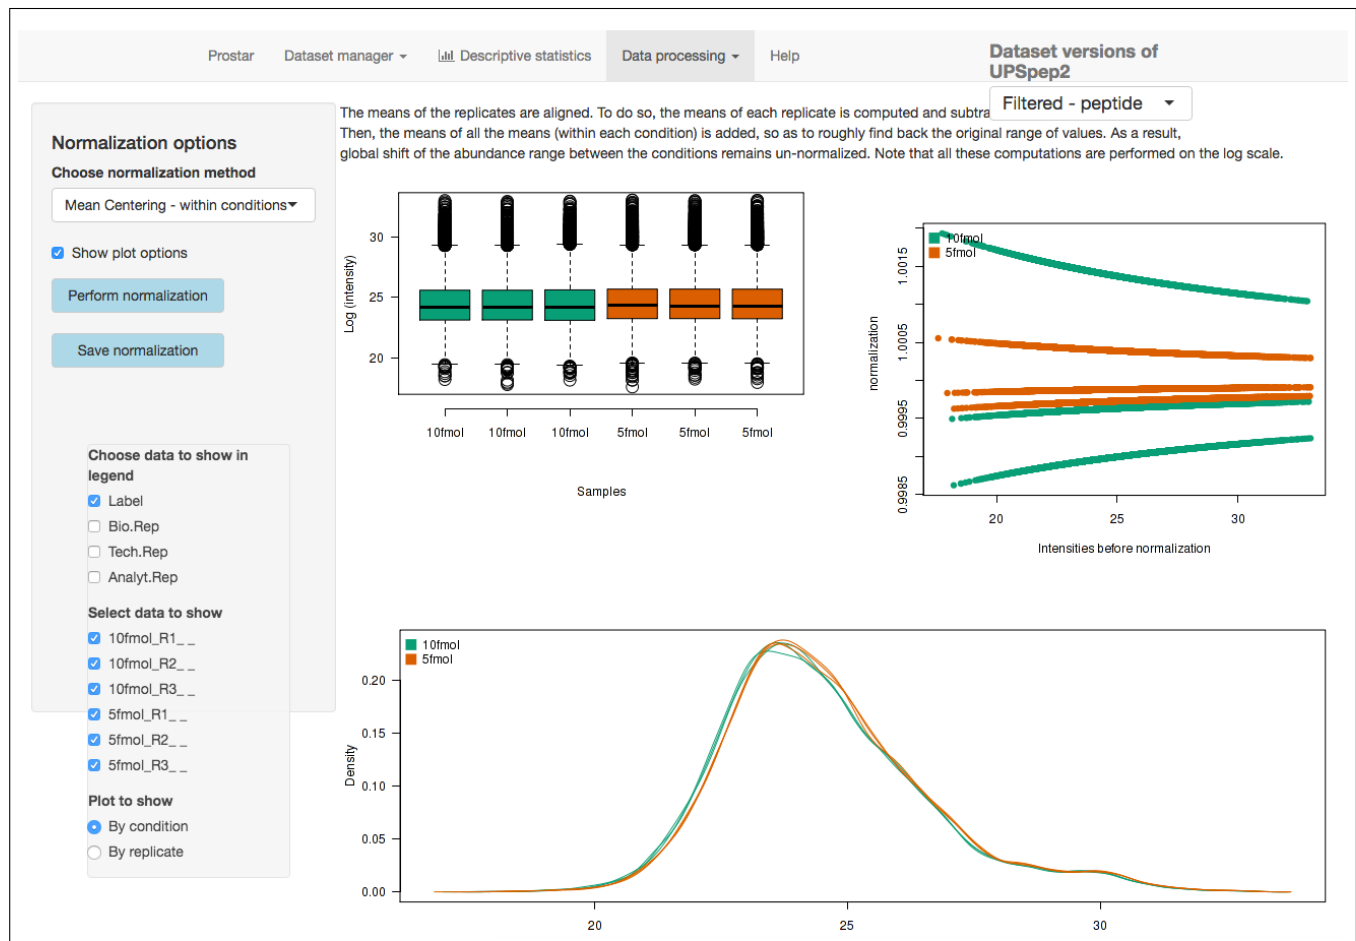 Prostar Dataset manager Descriptive statistics Data processing Help
Dataset versions of
UPSpep2
Filtered - peptide
The means of the replicates are aligned. To do so, the means of each replicate is computed and subtra
Then, the means of all the means (within each condition) is added, so as to roughly find back the original range of values. As a result,
global shift of the abundance range between the conditions remains un-normalized. Note that all these computations are performed on the log scale.
Normalization options
Choose normalization method
Mean Centering - within conditions
Show plot options
Perform normalization
Save normalization
Choose data to show in
legend
Label
Bio.Rep
Tech.Rep
Analyt.Rep
Select data to show
10fmol_R1_ _
10fmol_R2_ _
10fmol_R3_ _
5fmol_R1_ _
5fmol_R2_ _
5fmol_R3_ _
Plot to show
By condition
By replicate
Log (intensity)
30
25
20
10fmol 10fmol 10fmol 5fmol 5fmol 5fmol
Samples
10fmol
5fmol
normalization
1.0015
1.0005
0.9995
0.9985
20 25 30
Intensities before normalization
10fmol
5fmol
Density
0.20
0.15
0.10
0.05
0.00
20 25 30